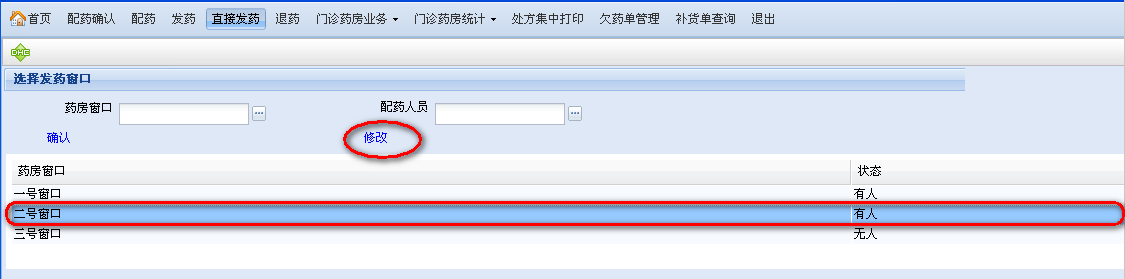 首页 配药确认 配药 发药 直接发药 退药 门诊药房业务 门诊药房统计 处方集中打印 欠药单管理 补货单查询 退出
DHC
选择发药窗口
药房窗口 配药人员
确认 修改
药房窗口 状态
一号窗口 有人
二号窗口 有人
三号窗口 无人